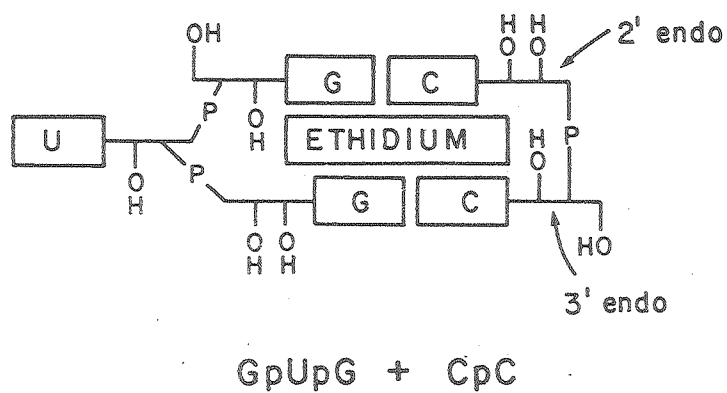 OH
H H
O O
2' endo
G C
P
O
H
U
ETHIDIUM
P
H
O
O
H
P
G C
O O
H H
HO
3' endo
GpUpG + CpC